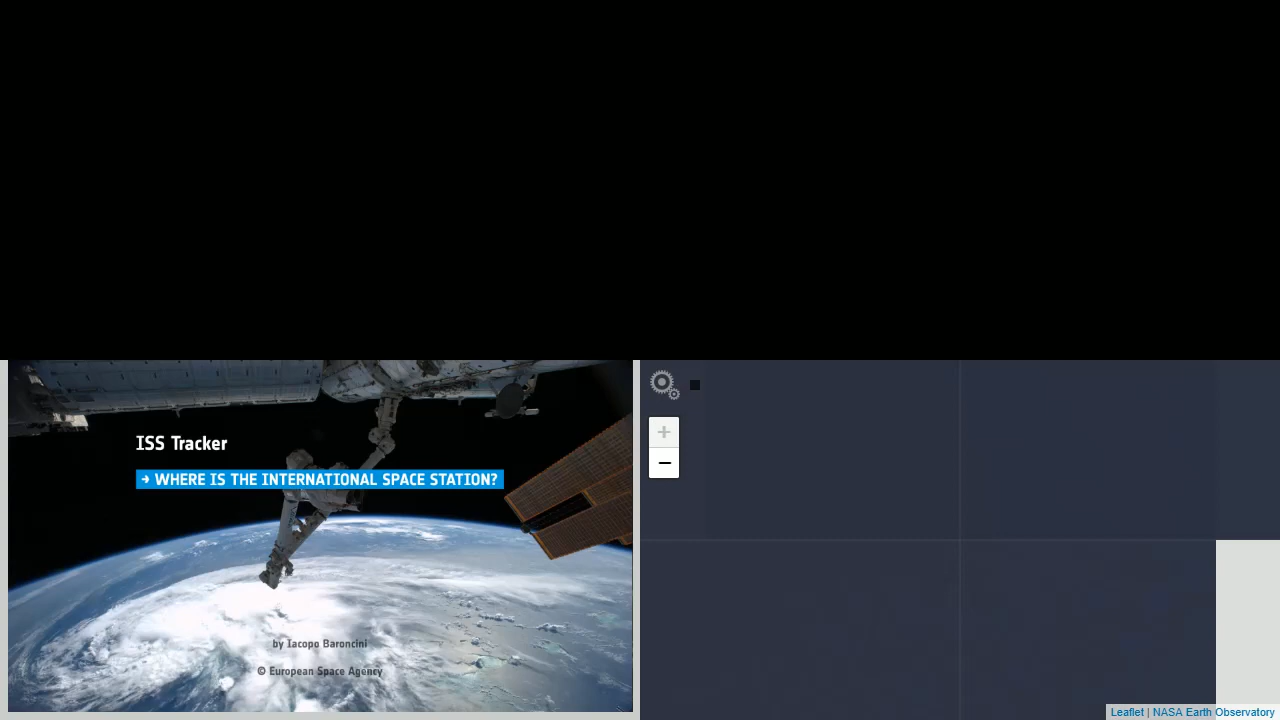 ISS Tracker
→ WHERE IS THE INTERNATIONAL SPACE STATION?
by Iacopo Baroncini
© European Space Agency
+
−
Leaflet | NASA Earth Observatory